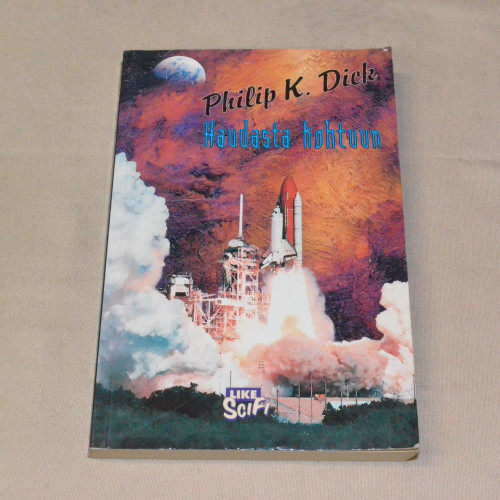 Philip K. Dick
Haudasta kohtuun
LIKE
SCIFI